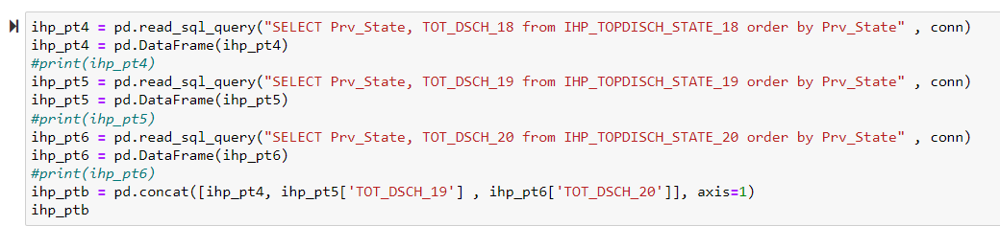 ihp_pt4 = pd.read_sql_query("SELECT Prv_State, TOT_DSCH_18 from IHP_TOPDISCH_STATE_18 order by Prv_State" , conn)
ihp_pt4 = pd.DataFrame(ihp_pt4)
#print(ihp_pt4)
ihp_pt5 = pd.read_sql_query("SELECT Prv_State, TOT_DSCH_19 from IHP_TOPDISCH_STATE_19 order by Prv_State" , conn)
ihp_pt5 = pd.DataFrame(ihp_pt5)
#print(ihp_pt5)
ihp_pt6 = pd.read_sql_query("SELECT Prv_State, TOT_DSCH_20 from IHP_TOPDISCH_STATE_20 order by Prv_State" , conn)
ihp_pt6 = pd.DataFrame(ihp_pt6)
#print(ihp_pt6)
ihp_ptb = pd.concat([ihp_pt4, ihp_pt5['TOT_DSCH_19'] , ihp_pt6['TOT_DSCH_20']], axis=1)
ihp_ptb